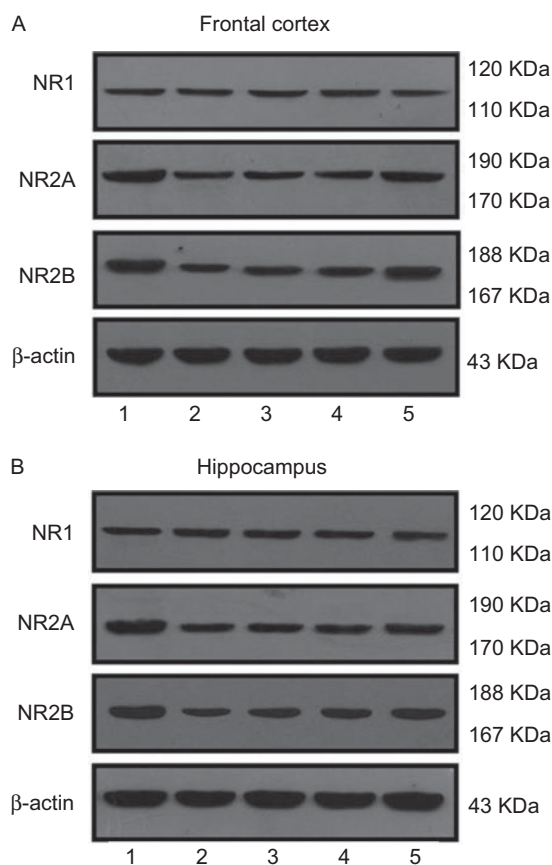 A Frontal cortex
NR1 120 KDa
110 KDa
NR2A 190 KDa
170 KDa
NR2B 188 KDa
167 KDa
β-actin 43 KDa
1 2 3 4 5
B Hippocampus
NR1 120 KDa
110 KDa
NR2A 190 KDa
170 KDa
NR2B 188 KDa
167 KDa
β-actin 43 KDa
1 2 3 4 5